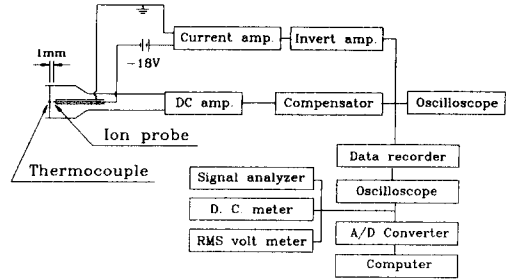 Current amp.
Invert amp.
1mm
−18V
DC amp.
Compensator
Oscilloscope
Ion probe
Thermocouple
Data recorder
Signal analyzer
Oscilloscope
D. C. meter
A/D Converter
RMS volt meter
Computer